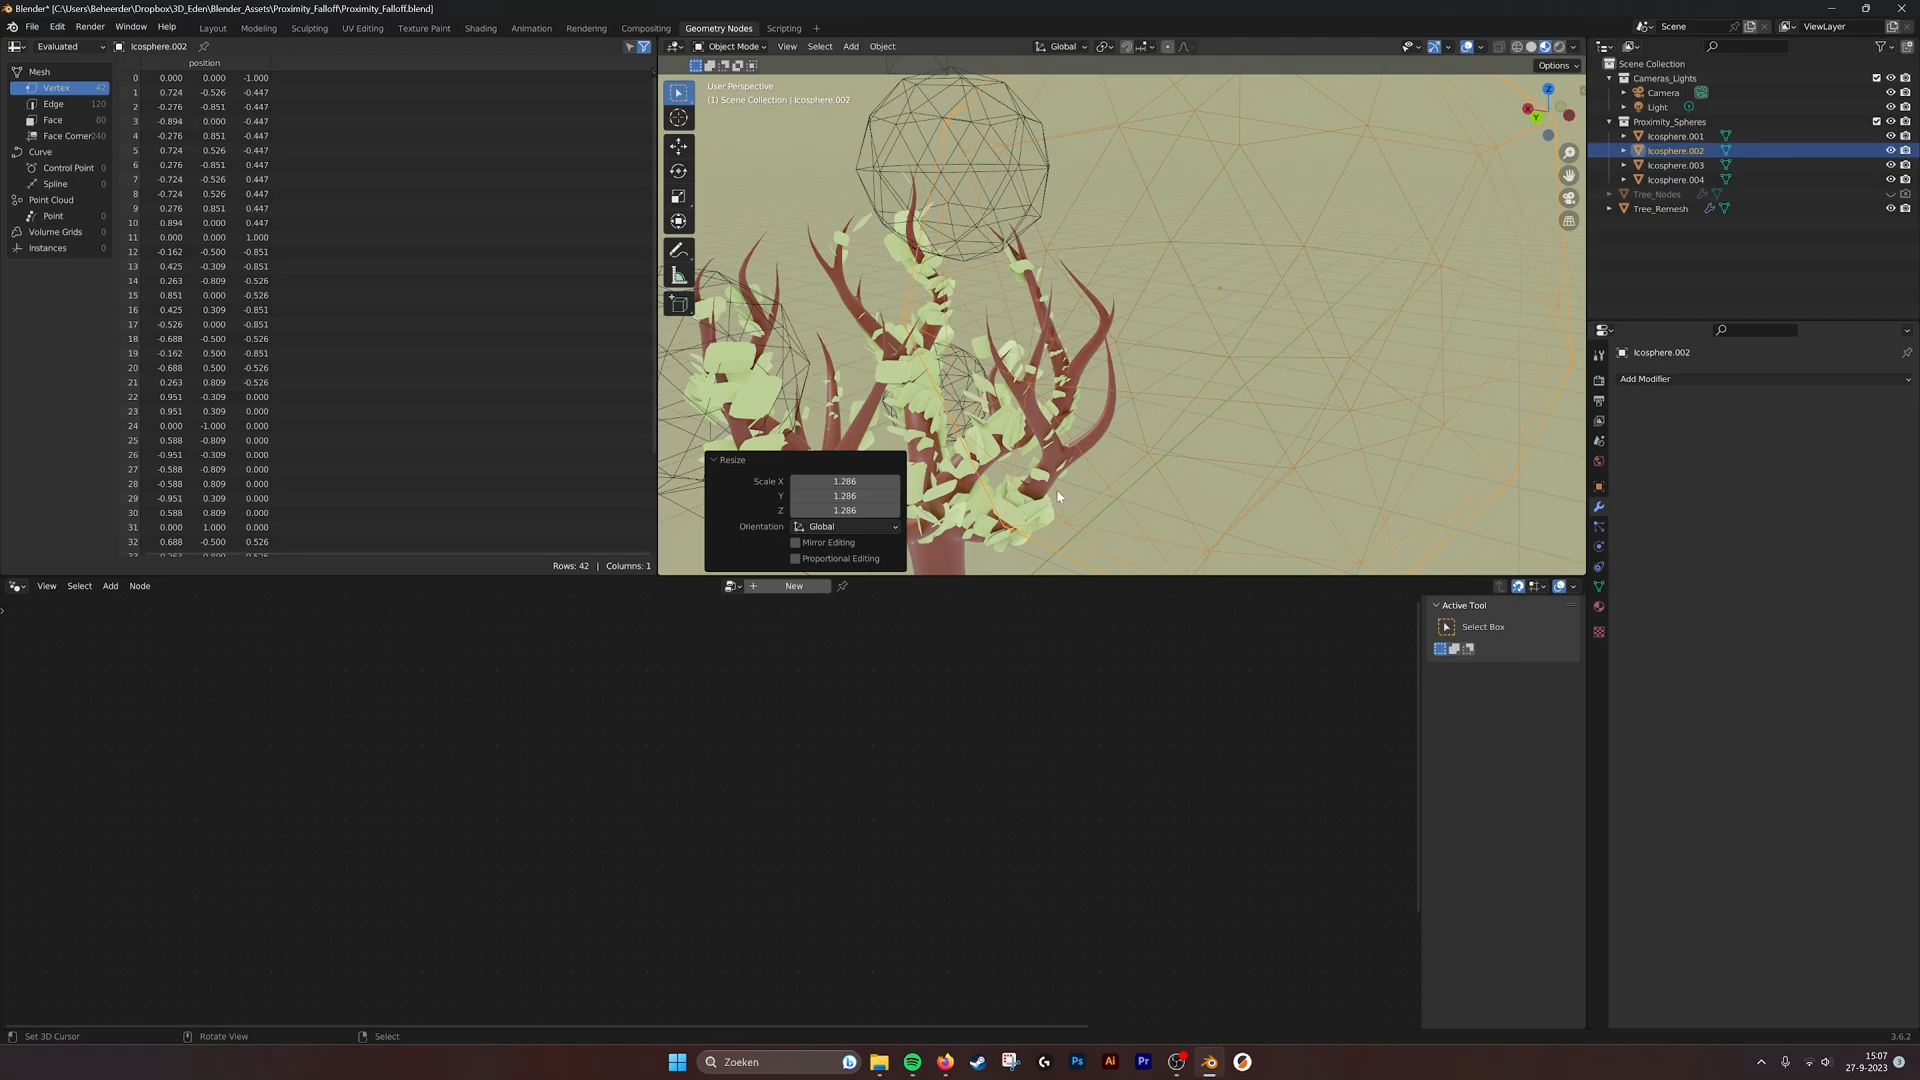 Blender* [C:\Users\Beheerder\Dropbox\3D_Eden\Blender_Assets\Proximity_Falloff\Proximity_Falloff.blend]
File Edit Render Window Help Layout Modeling Sculpting UV Editing Texture Paint Shading Animation Rendering Compositing Geometry Nodes Scripting + Scene ViewLayer
Evaluated Icosphere.002
position
Mesh
Vertex 42
Edge 120
Face 80
Face Corner 240
Curve
Control Point 0
Spline 0
Point Cloud
Point 0
Volume Grids 0
Instances 0
0 0.000 0.000 -1.000
1 0.724 -0.526 -0.447
2 -0.276 -0.851 -0.447
3 -0.894 0.000 -0.447
4 -0.276 0.851 -0.447
5 0.724 0.526 -0.447
6 0.276 -0.851 0.447
7 -0.724 -0.526 0.447
8 -0.724 0.526 0.447
9 0.276 0.851 0.447
10 0.894 0.000 0.447
11 0.000 0.000 1.000
12 -0.162 -0.500 -0.851
13 0.425 -0.309 -0.851
14 0.263 -0.809 -0.526
15 0.851 0.000 -0.526
16 0.425 0.309 -0.851
17 -0.526 0.000 -0.851
18 -0.688 -0.500 -0.526
19 -0.162 0.500 -0.851
20 -0.688 0.500 -0.526
21 0.263 0.809 -0.526
22 0.951 -0.309 0.000
23 0.951 0.309 0.000
24 0.000 -1.000 0.000
25 0.588 -0.809 0.000
26 -0.951 -0.309 0.000
27 -0.588 -0.809 0.000
28 -0.588 0.809 0.000
29 -0.951 0.309 0.000
30 0.588 0.809 0.000
31 0.000 1.000 0.000
32 0.688 -0.500 0.526
Rows: 42 | Columns: 1
Object Mode View Select Add Object Global
Options
User Perspective
(1) Scene Collection | Icosphere.002
Z
X
Y
Resize
Scale X 1.286
Y 1.286
Z 1.286
Orientation Global
Mirror Editing
Proportional Editing
Scene Collection
Cameras_Lights
Camera
Light
Proximity_Spheres
Icosphere.001
Icosphere.002
Icosphere.003
Icosphere.004
Tree_Nodes
Tree_Remesh
Icosphere.002
Add Modifier
View Select Add Node + New
Active Tool
Select Box
Set 3D Cursor Rotate View Select 3.6.2
Zoeken
Ps Ai Pr
15:07
27-9-2023
3